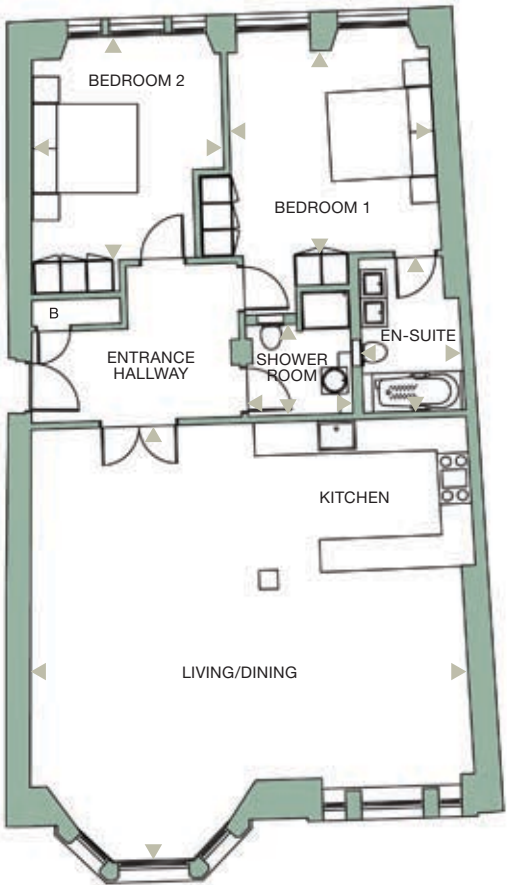 BEDROOM 2
BEDROOM 1
B
ENTRANCE
HALLWAY
SHOWER
ROOM
EN-SUITE
KITCHEN
LIVING/DINING